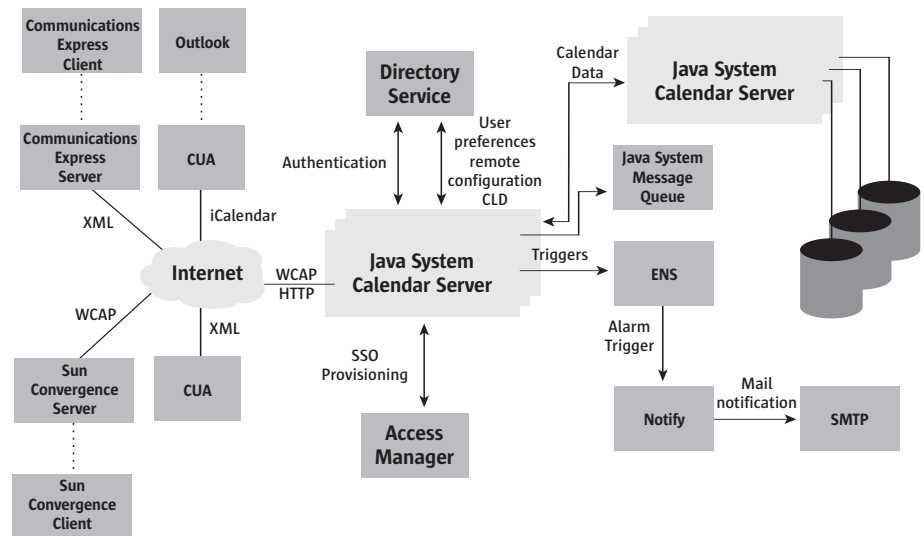 Communications
Express
Client
Outlook
Communications
Express
Server
CUA
XML
iCalendar
Internet
WCAP
HTTP
WCAP
XML
Sun
Convergence
Server
CUA
Sun
Convergence
Client
Directory
Service
Authentication
User
preferences
remote
configuration
CLD
Java System
Calendar Server
SSO
Provisioning
Access
Manager
Calendar
Data
Java System
Calendar Server
Java System
Message
Queue
Triggers
ENS
Alarm
Trigger
Notify
Mail
notification
SMTP